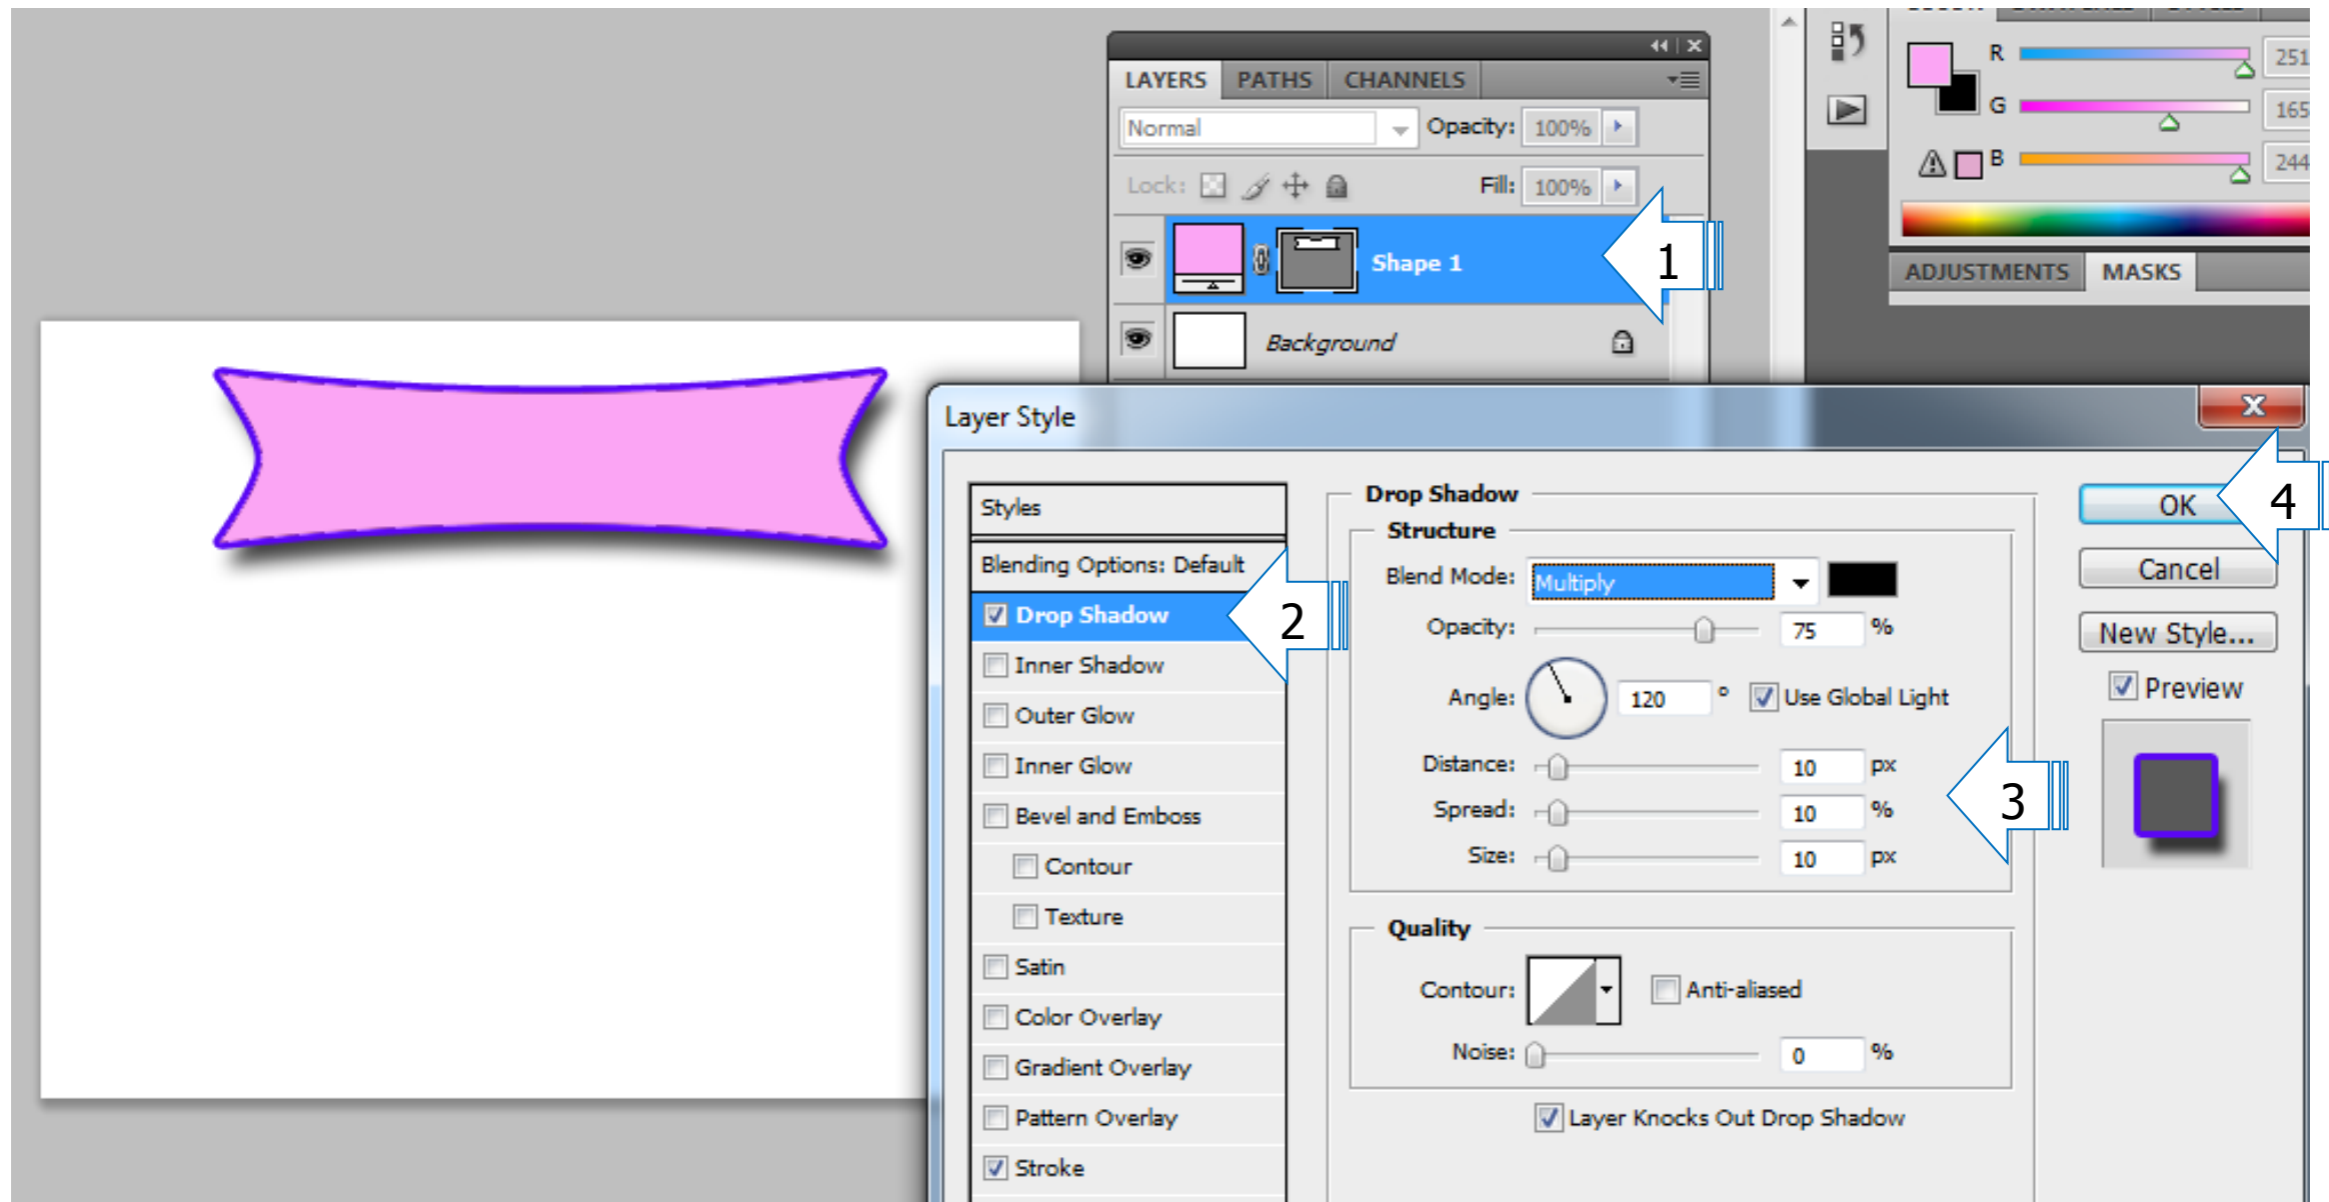 LAYERS PATHS CHANNELS
Normal Opacity: 100%
Lock: Fill: 100%
Shape 1
Background
1
R 251
G 165
B 244
ADJUSTMENTS MASKS
Layer Style
X
Styles
Blending Options: Default
Drop Shadow
Inner Shadow
Outer Glow
Inner Glow
Bevel and Emboss
Contour
Texture
Satin
Color Overlay
Gradient Overlay
Pattern Overlay
Stroke
2
Drop Shadow
Structure
Blend Mode: Multiply
Opacity: 75 %
Angle: 120 ° Use Global Light
Distance: 10 px
Spread: 10 %
Size: 10 px
3
Quality
Contour: Anti-aliased
Noise: 0 %
Layer Knocks Out Drop Shadow
OK
4
Cancel
New Style...
Preview